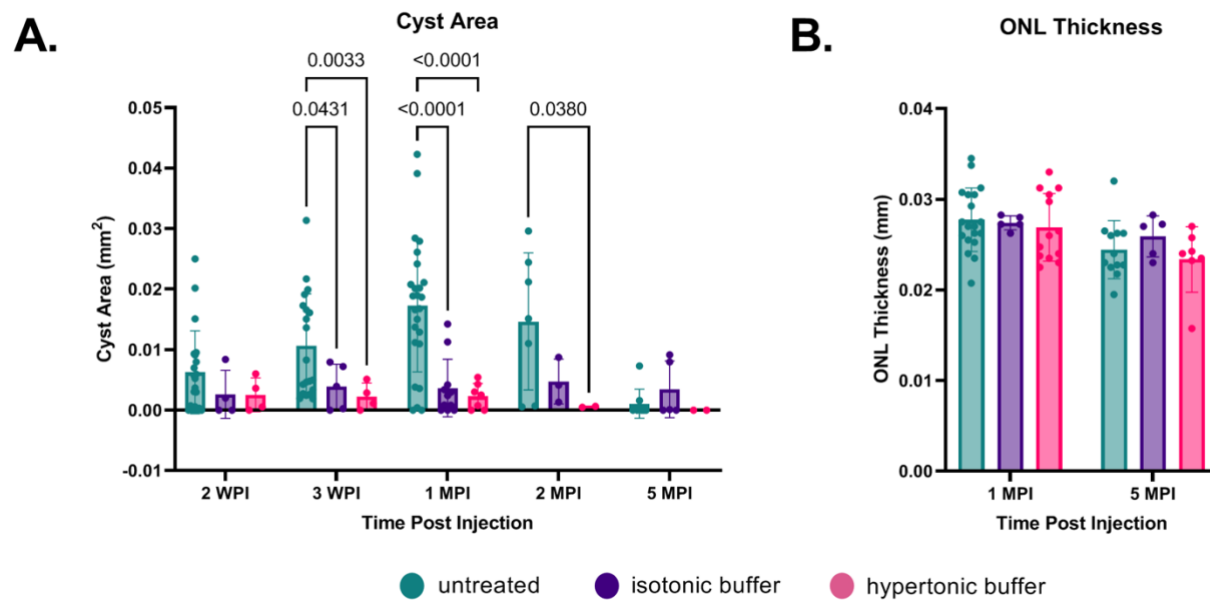 A.
Cyst Area
0.0033
<0.0001
0.0431
<0.0001
0.0380
Cyst Area (mm²)
0.05
0.04
0.03
0.02
0.01
0.00
-0.01
2 WPI
3 WPI
1 MPI
2 MPI
5 MPI
Time Post Injection
B.
ONL Thickness
ONL Thickness (mm)
0.04
0.03
0.02
0.01
0.00
1 MPI
5 MPI
Time Post Injection
untreated
isotonic buffer
hypertonic buffer